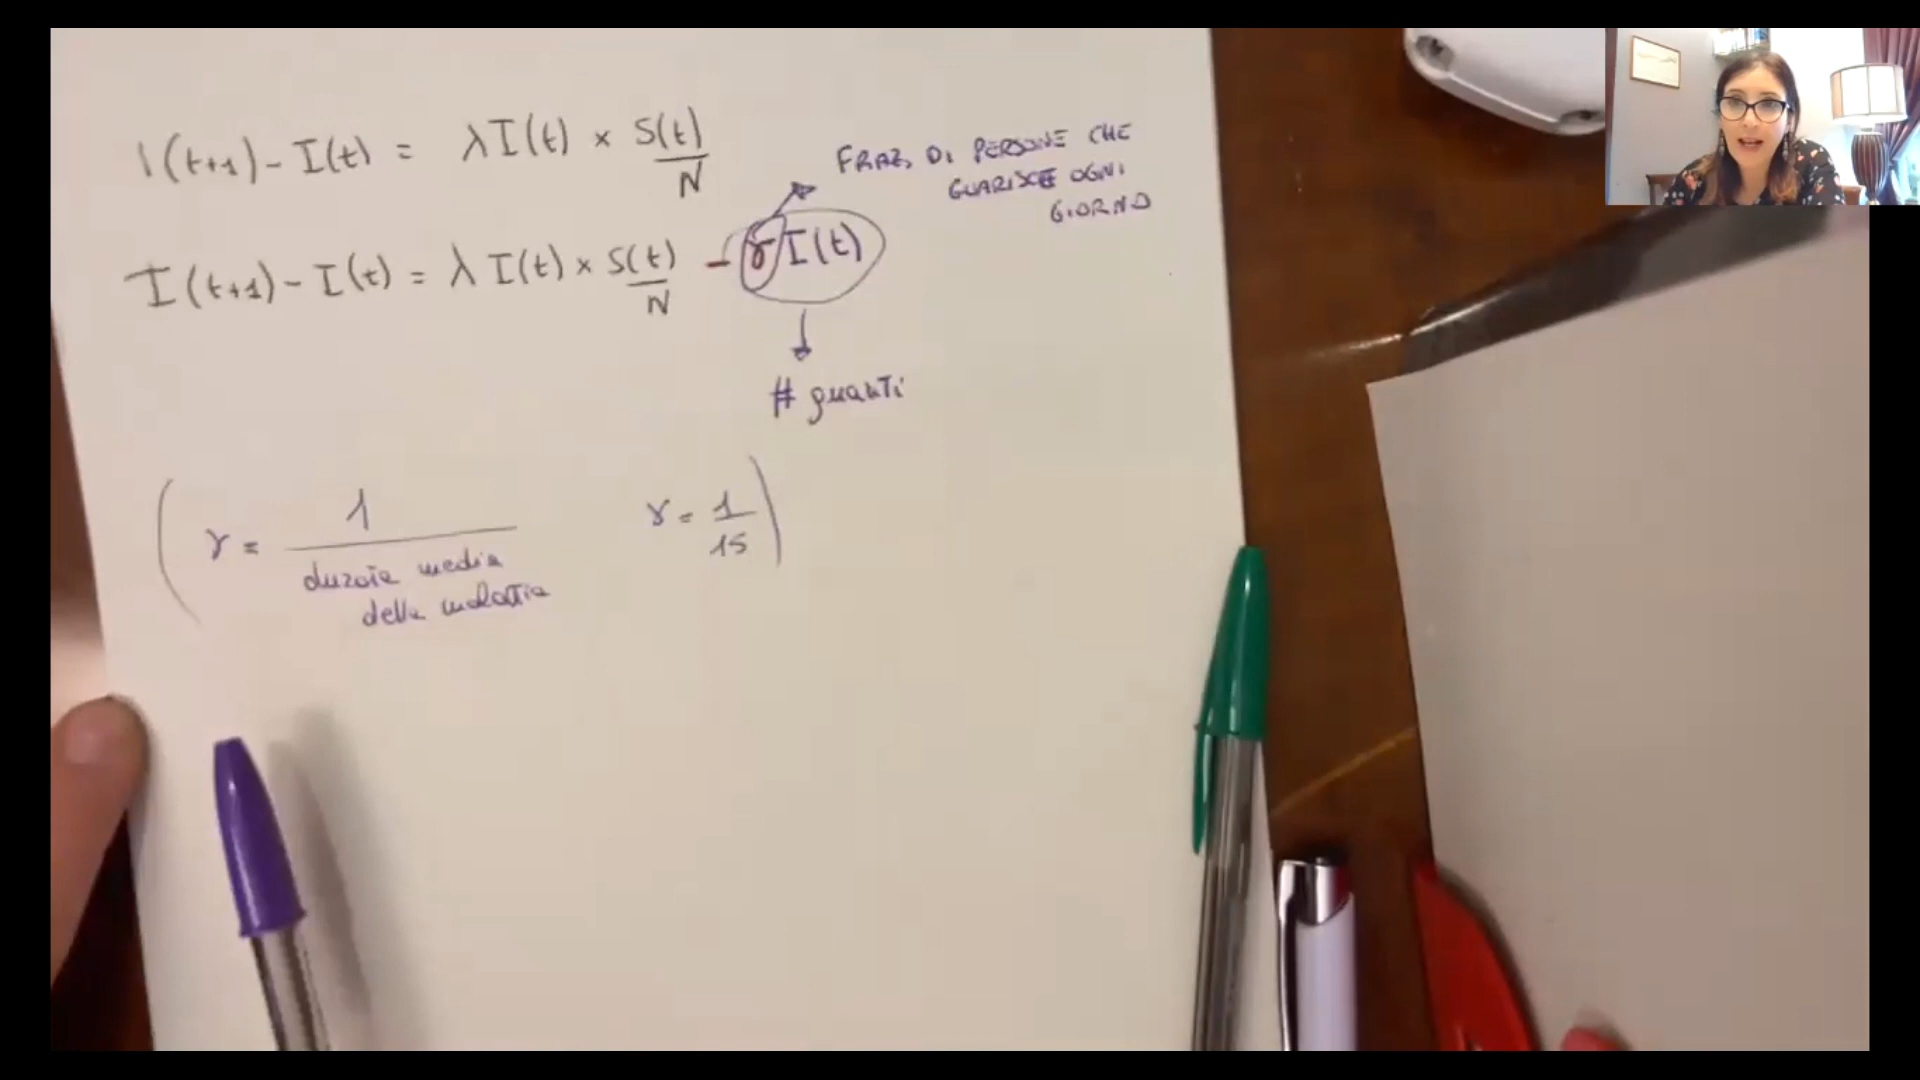 I(t+1) - I(t) = λ I(t) × S(t)/N
FRAZ. DI PERSONE CHE
GUARISCE OGNI
GIORNO
I(t+1) - I(t) = λ I(t) × S(t)/N - γ I(t)
# guariti
(γ = 1/durata media della malattia γ = 1/15)